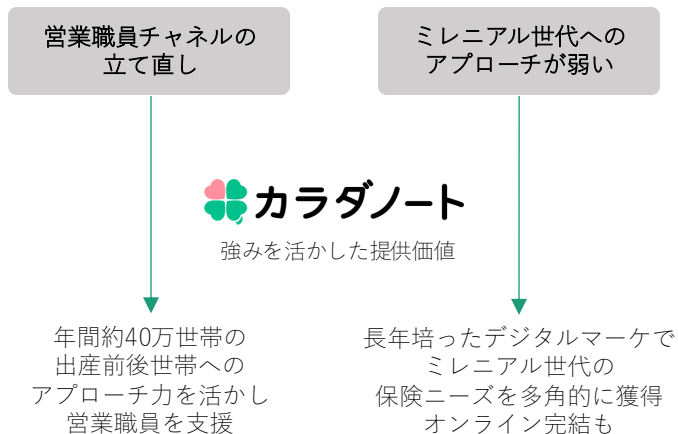 営業職員チャネルの
立て直し
ミレニアル世代への
アプローチが弱い
カラダノート
強みを活かした提供価値
年間約40万世帯の
出産前後世帯への
アプローチ力を活かし
営業職員を支援
長年培ったデジタルマーケで
ミレニアル世代の
保険ニーズを多角的に獲得
オンライン完結も